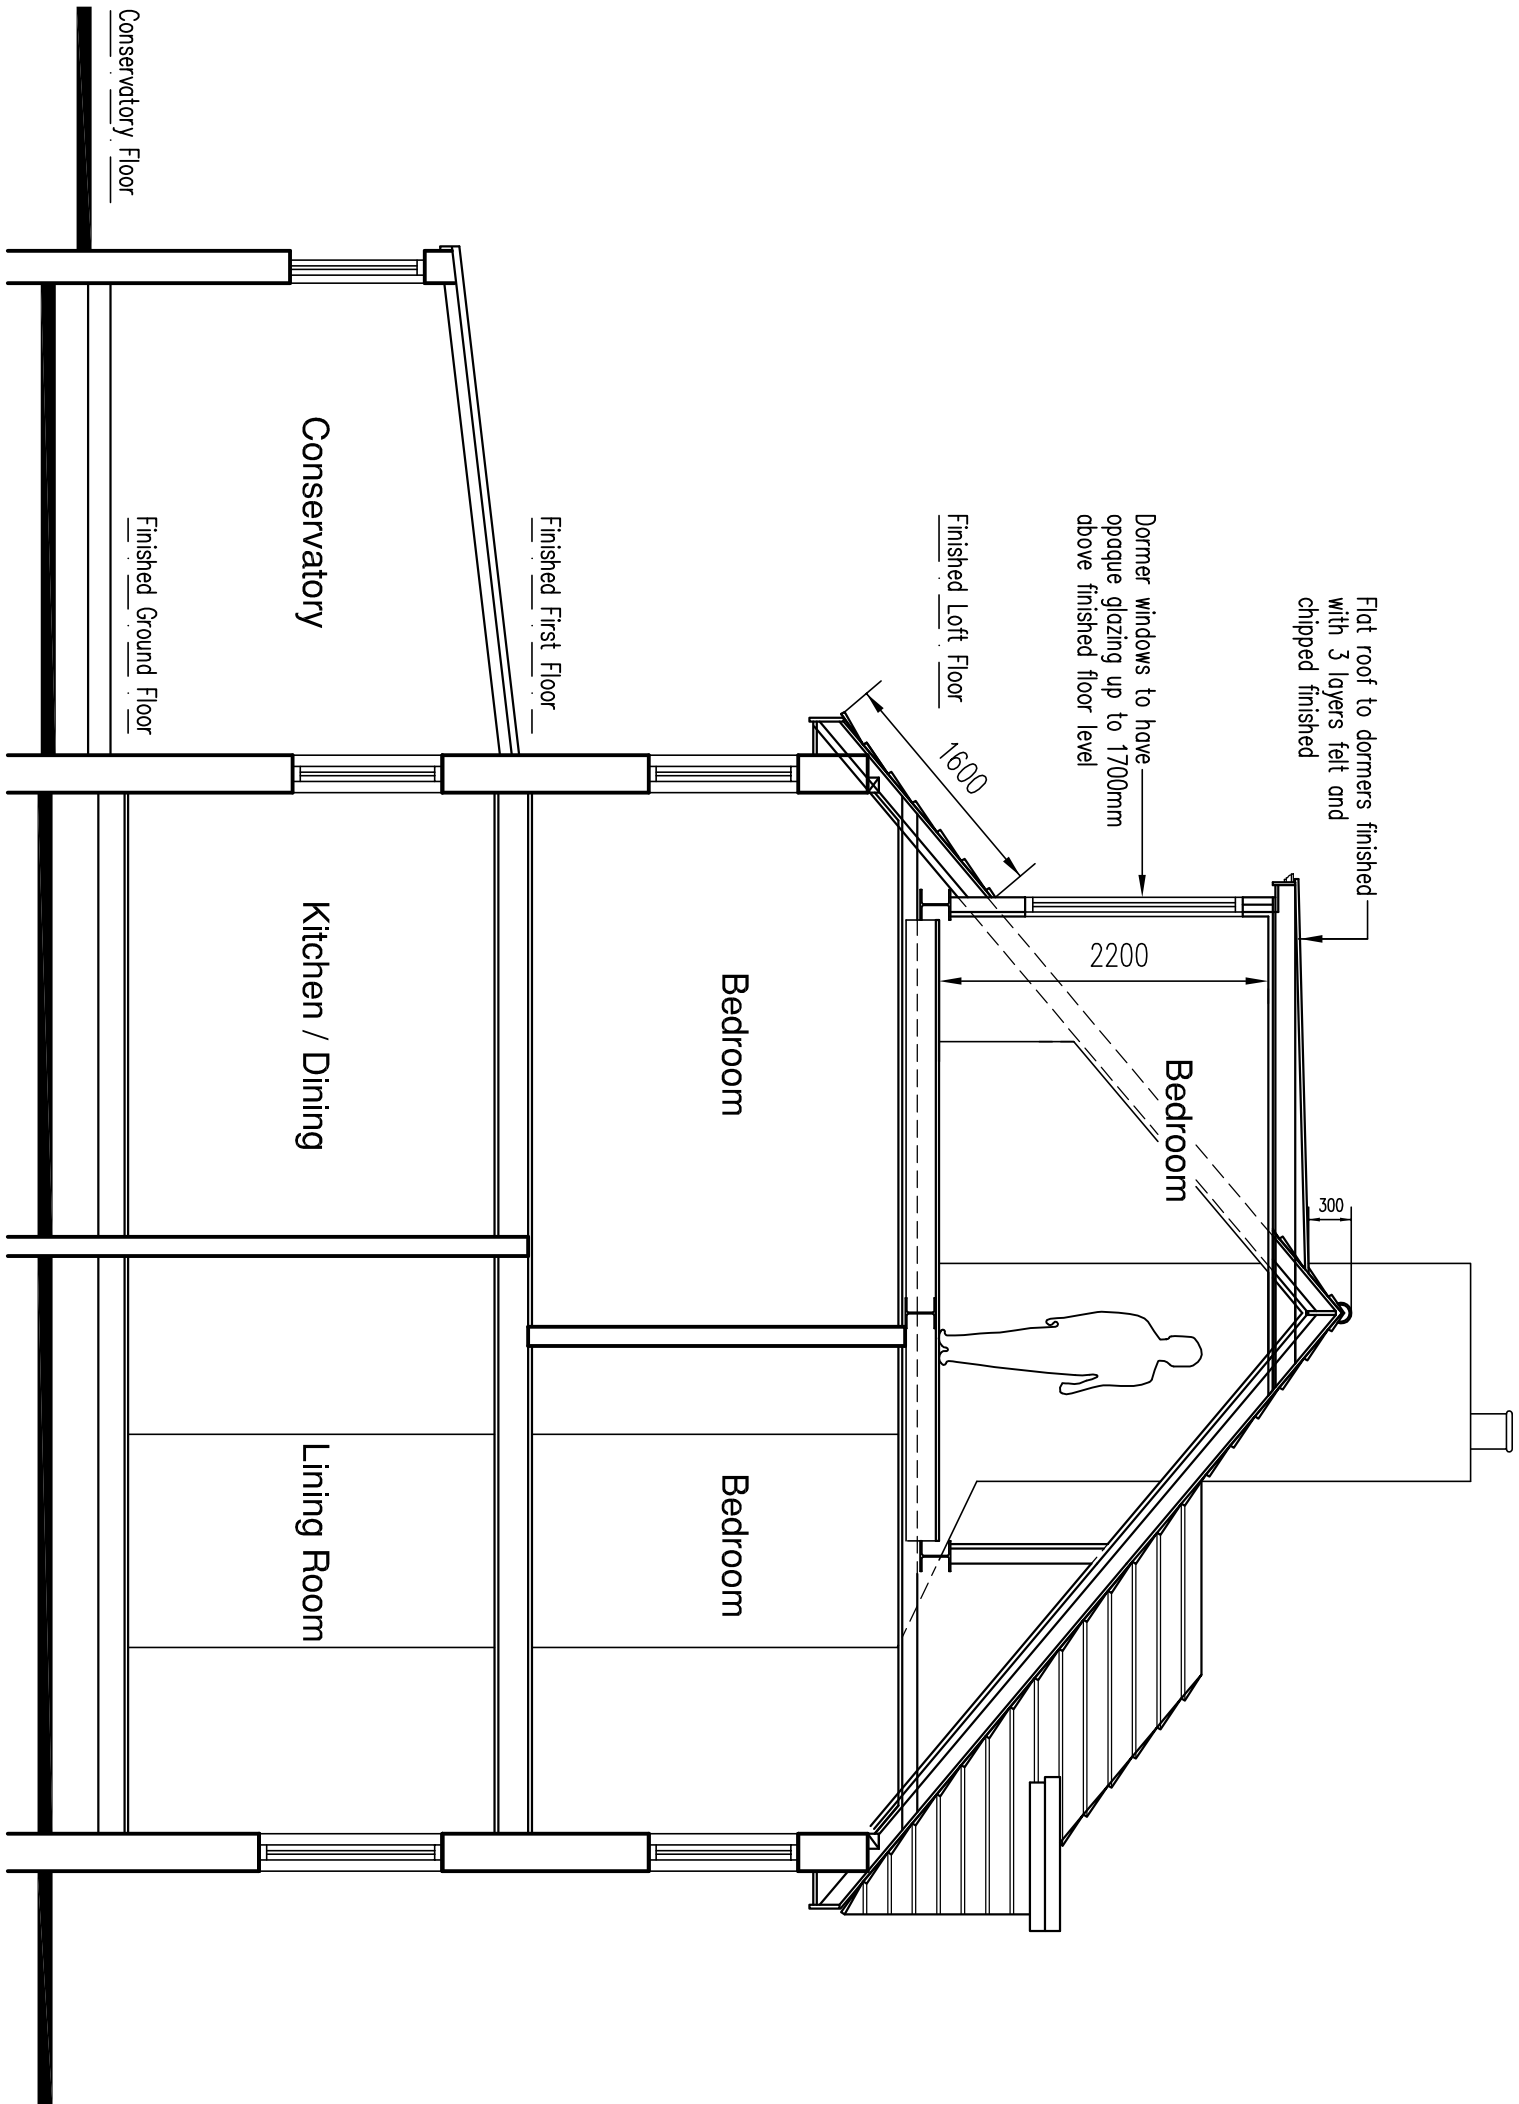 Flat roof to dormers finished
with 3 layers felt and
chipped finished
300
Dormer windows to have
opaque glazing up to 1700mm
above finished floor level
2200
Bedroom
1600
Finished Loft Floor
Bedroom
Bedroom
Finished First Floor
Conservatory
Kitchen / Dining
Lining Room
Finished Ground Floor
Conservatory Floor